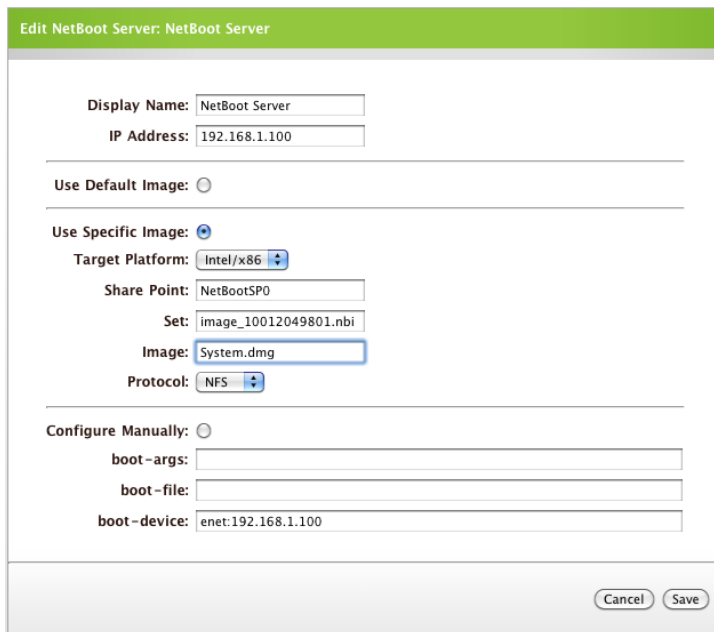 Edit NetBoot Server: NetBoot Server
Display Name: NetBoot Server
IP Address: 192.168.1.100
Use Default Image:
Use Specific Image:
Target Platform: Intel/x86
Share Point: NetBootSP0
Set: image_10012049801.nbi
Image: System.dmg
Protocol: NFS
Configure Manually:
boot-args:
boot-file:
boot-device: enet:192.168.1.100
Cancel Save